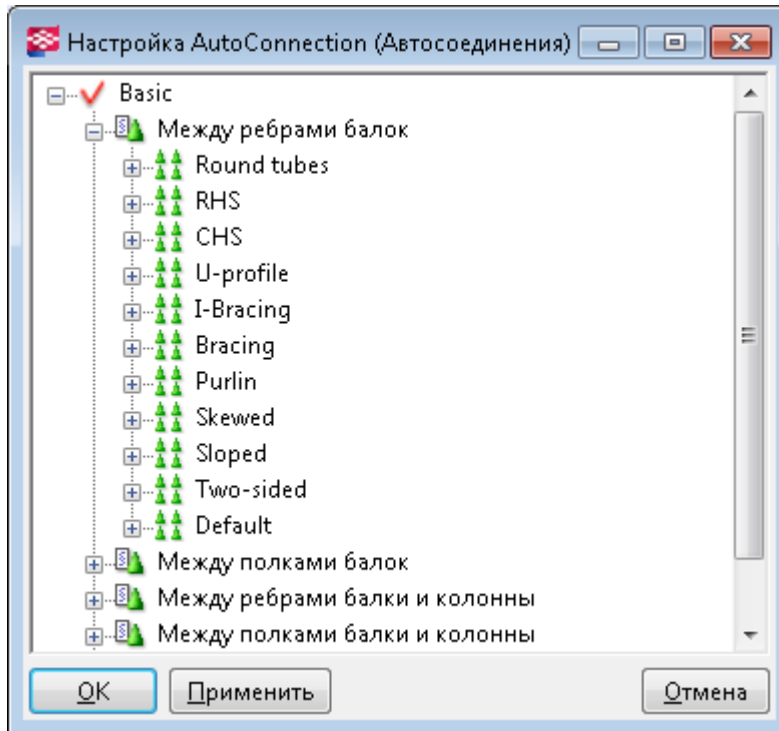 Настройка AutoConnection (Автосоединения)
Basic
Между ребрами балок
Round tubes
RHS
CHS
U-profile
I-Bracing
Bracing
Purlin
Skewed
Sloped
Two-sided
Default
Между полками балок
Между ребрами балки и колонны
Между полками балки и колонны
OK Применить Отмена